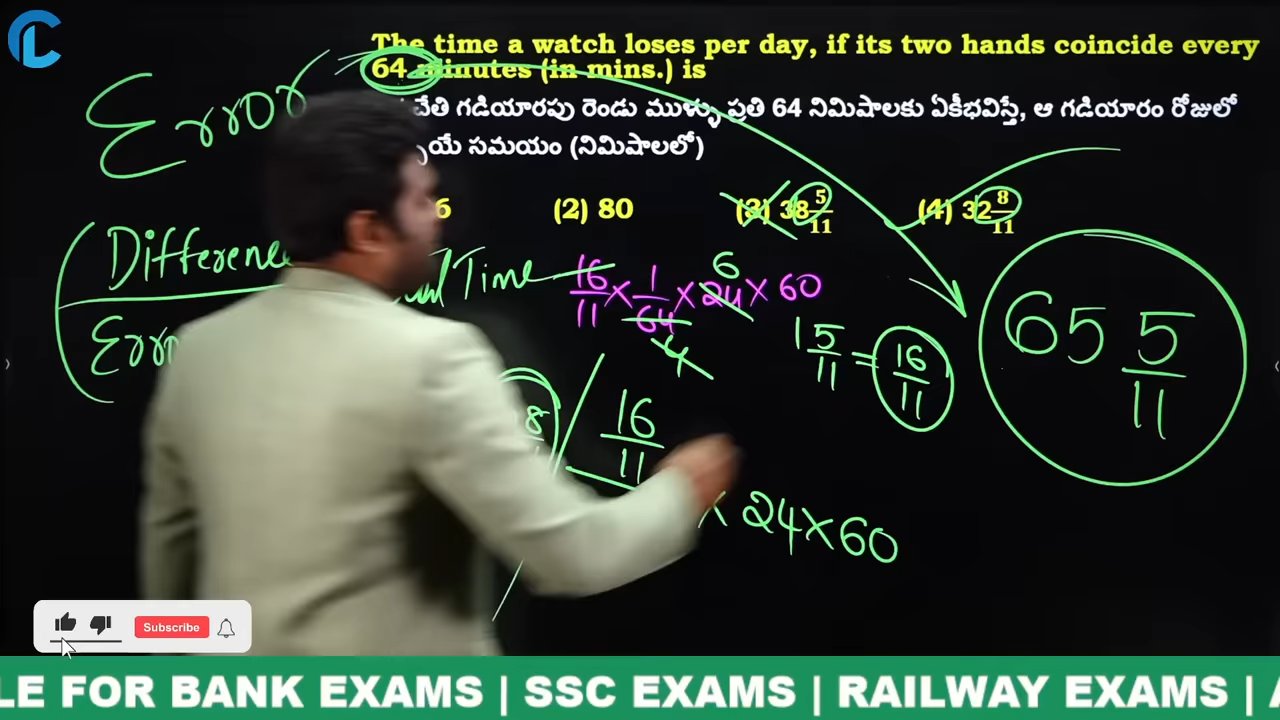 The time a watch loses per day, if its two hands coincide every
64 minutes (in mins.) is
Error
చేతి గడియారపు రెండు ముళ్ళు ప్రతి 64 నిమిషాలకు ఏకీభవిస్తే, ఆ గడియారం రోజులో
యే సమయం (నిమిషాలలో)
6 (2) 80 (3) 38 5/11 (4) 32 8/11
Time
16/11 × 1/64 × 24 × 60
6
4
1 5/11 = 16/11
65 5/11
8
16/11
× 24 × 60
Subscribe
LE FOR BANK EXAMS | SSC EXAMS | RAILWAY EXAMS |